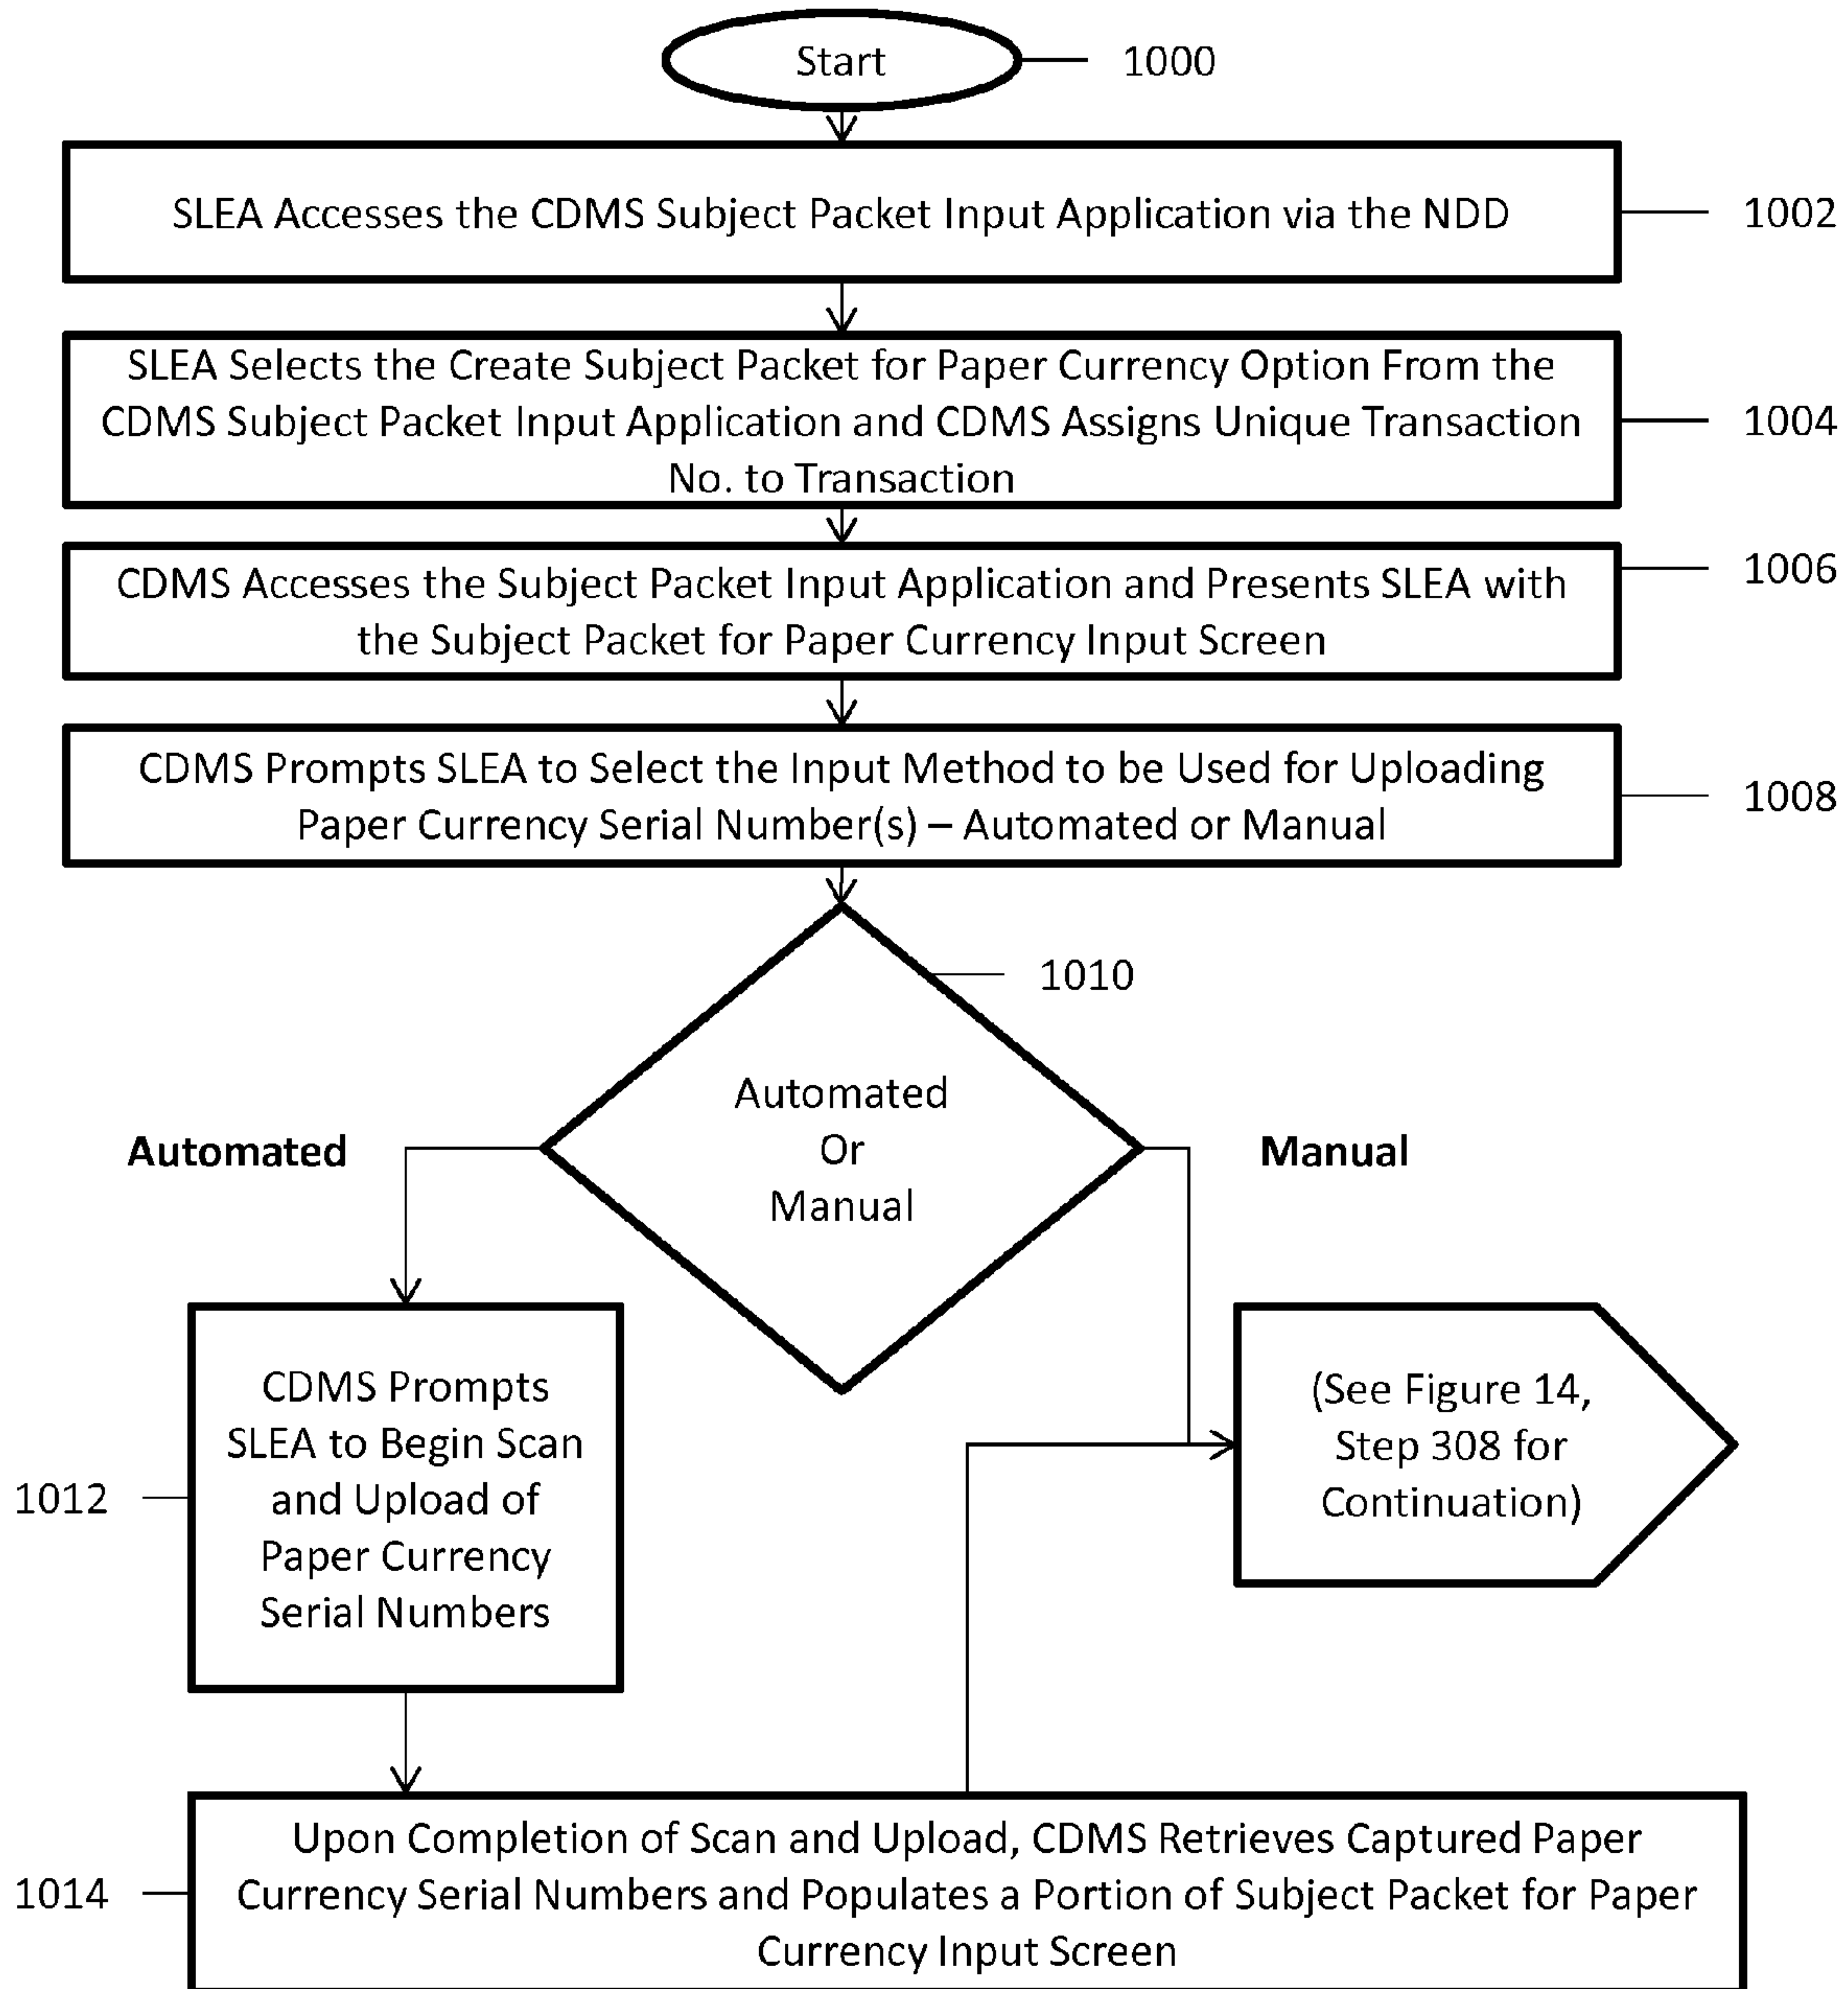 Start
1000
SLEA Accesses the CDMS Subject Packet Input Application via the NDD
1002
SLEA Selects the Create Subject Packet for Paper Currency Option From the
CDMS Subject Packet Input Application and CDMS Assigns Unique Transaction
No. to Transaction
1004
CDMS Accesses the Subject Packet Input Application and Presents SLEA with
the Subject Packet for Paper Currency Input Screen
1006
CDMS Prompts SLEA to Select the Input Method to be Used for Uploading
Paper Currency Serial Number(s) – Automated or Manual
1008
1010
Automated
Or
Manual
Automated
Manual
CDMS Prompts
SLEA to Begin Scan
and Upload of
Paper Currency
Serial Numbers
1012
(See Figure 14,
Step 308 for
Continuation)
Upon Completion of Scan and Upload, CDMS Retrieves Captured Paper
Currency Serial Numbers and Populates a Portion of Subject Packet for Paper
Currency Input Screen
1014